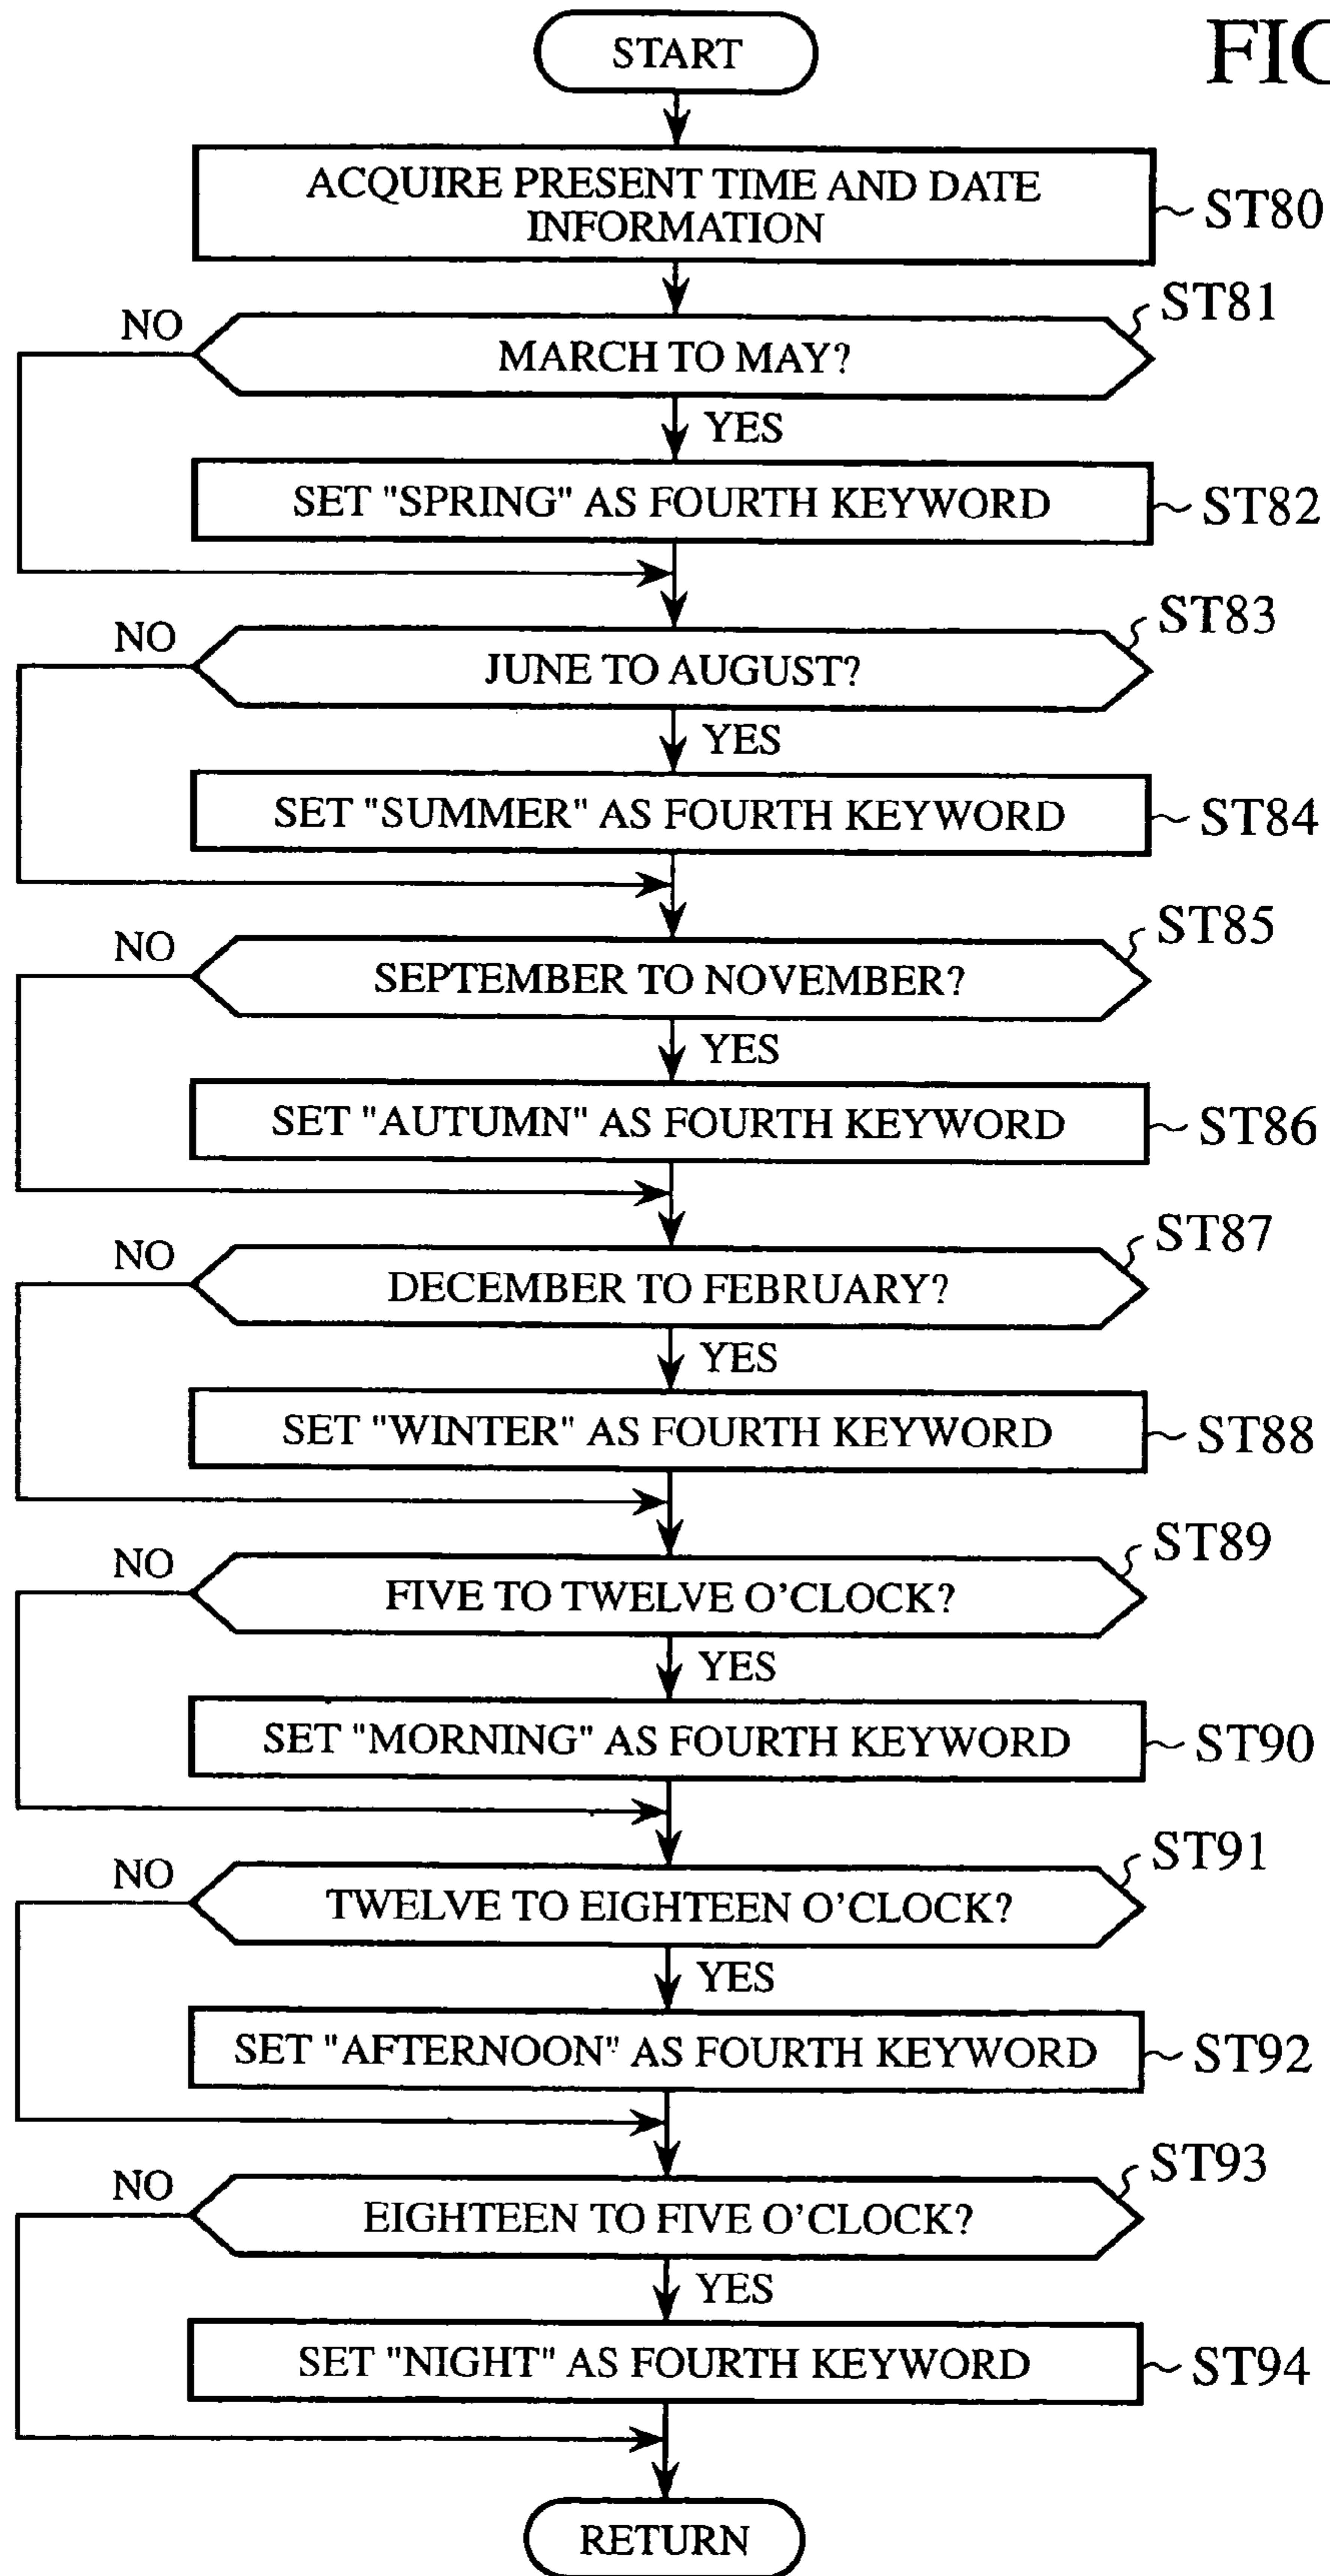 START
FIG
ACQUIRE PRESENT TIME AND DATE
INFORMATION
ST80
ST81
NO
MARCH TO MAY?
YES
SET "SPRING" AS FOURTH KEYWORD
ST82
ST83
NO
JUNE TO AUGUST?
YES
SET "SUMMER" AS FOURTH KEYWORD
ST84
ST85
NO
SEPTEMBER TO NOVEMBER?
YES
SET "AUTUMN" AS FOURTH KEYWORD
ST86
ST87
NO
DECEMBER TO FEBRUARY?
YES
SET "WINTER" AS FOURTH KEYWORD
ST88
ST89
NO
FIVE TO TWELVE O'CLOCK?
YES
SET "MORNING" AS FOURTH KEYWORD
ST90
ST91
NO
TWELVE TO EIGHTEEN O'CLOCK?
YES
SET "AFTERNOON" AS FOURTH KEYWORD
ST92
ST93
NO
EIGHTEEN TO FIVE O'CLOCK?
YES
SET "NIGHT" AS FOURTH KEYWORD
ST94
RETURN